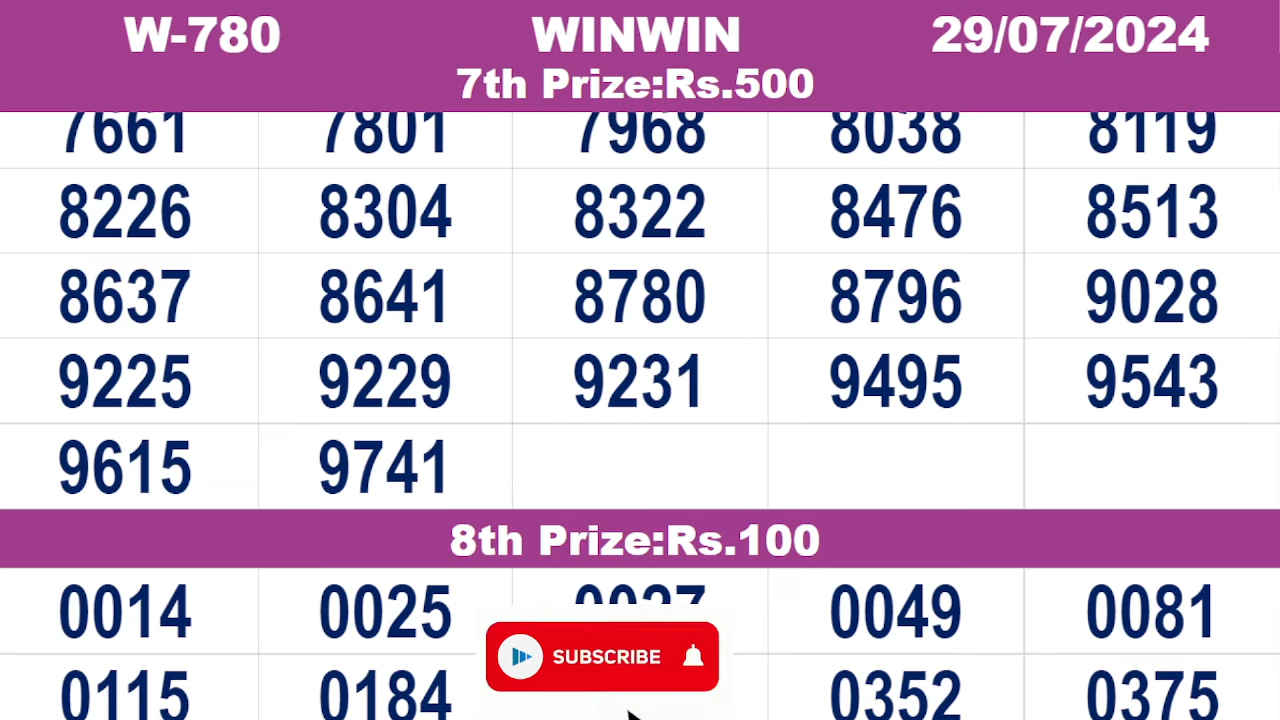 W-780 WINWIN 29/07/2024
7th Prize:Rs.500
7661 7801 7968 8038 8119
8226 8304 8322 8476 8513
8637 8641 8780 8796 9028
9225 9229 9231 9495 9543
9615 9741
8th Prize:Rs.100
0014 0025 0049 0081
SUBSCRIBE
0115 0184 0352 0375